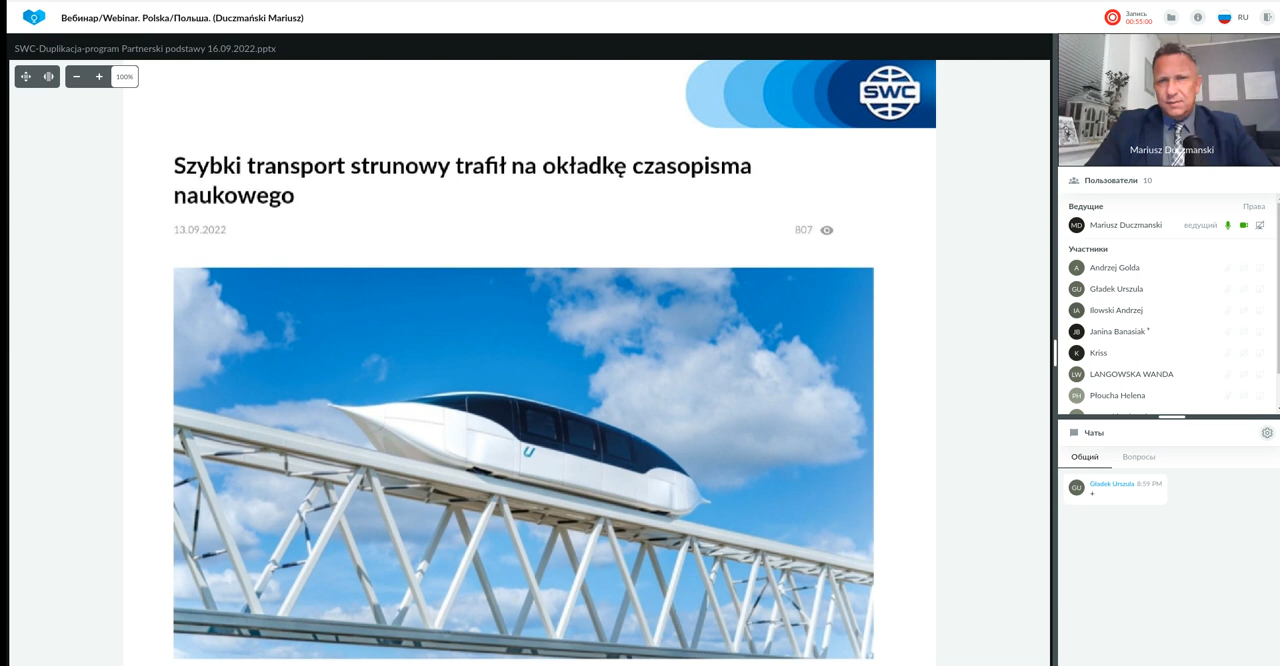 Вебинар/Webinar. Polska/Польша. (Duczmański Mariusz)
Запись
00:55:00
RU
SWC-Duplikacja-program Partnerski podstawy 16.09.2022.pptx
100%
SWC
Szybki transport strunowy trafił na okładkę czasopisma
naukowego
13.09.2022
807
U
Mariusz Duczmanski
Пользователи 10
Ведущие
Права
MD Mariusz Duczmanski ведущий
Участники
A Andrzej Golda
GU Gładek Urszula
IA Ilowski Andrzej
JB Janina Banasiak *
K Kriss
LW LANGOWSKA WANDA
PH Płoucha Helena
Чаты
Общий
Вопросы
GU Gładek Urszula 8:59 PM
+